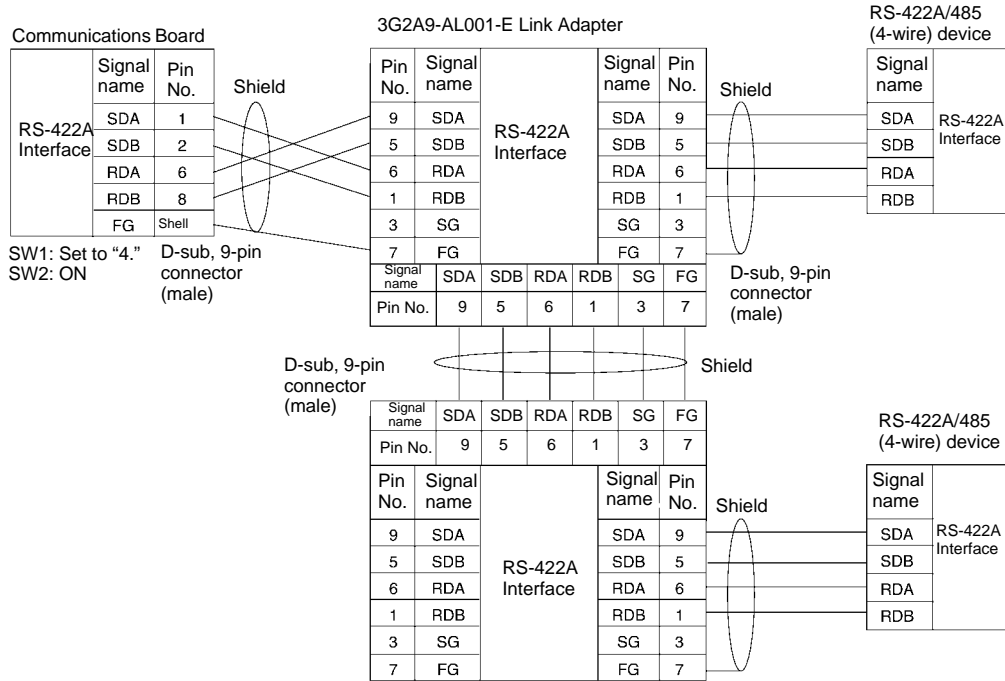 3G2A9-AL001-E Link Adapter
RS-422A/485
(4-wire) device
Communications Board
RS-422A
Interface
Signal
name
Pin
No.
SDA 1
SDB 2
RDA 6
RDB 8
FG Shell
SW1: Set to “4.”
SW2: ON
D-sub, 9-pin
connector
(male)
Shield
Pin
No.
Signal
name
9 SDA
5 SDB
6 RDA
1 RDB
3 SG
7 FG
RS-422A
Interface
Signal
name
Pin
No.
SDA 9
SDB 5
RDA 6
RDB 1
SG 3
FG 7
Signal
name
SDA SDB RDA RDB SG FG
Pin No. 9 5 6 1 3 7
Shield
D-sub, 9-pin
connector
(male)
Signal
name
SDA
SDB
RDA
RDB
RS-422A
Interface
D-sub, 9-pin
connector
(male)
Shield
Signal
name
SDA SDB RDA RDB SG FG
Pin No. 9 5 6 1 3 7
Pin
No.
Signal
name
9 SDA
5 SDB
6 RDA
1 RDB
3 SG
7 FG
RS-422A
Interface
Signal
name
Pin
No.
SDA 9
SDB 5
RDA 6
RDB 1
SG 3
FG 7
Shield
RS-422A/485
(4-wire) device
Signal
name
SDA
SDB
RDA
RDB
RS-422A
Interface